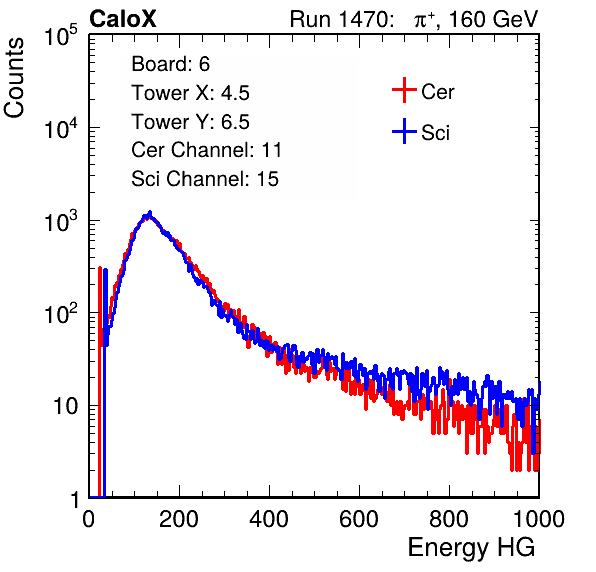 CaloX Run 1470: π⁺, 160 GeV
Counts
10⁵
10⁴
10³
10²
10
1
Board: 6
Tower X: 4.5
Tower Y: 6.5
Cer Channel: 11
Sci Channel: 15
Cer
Sci
0 200 400 600 800 1000
Energy HG